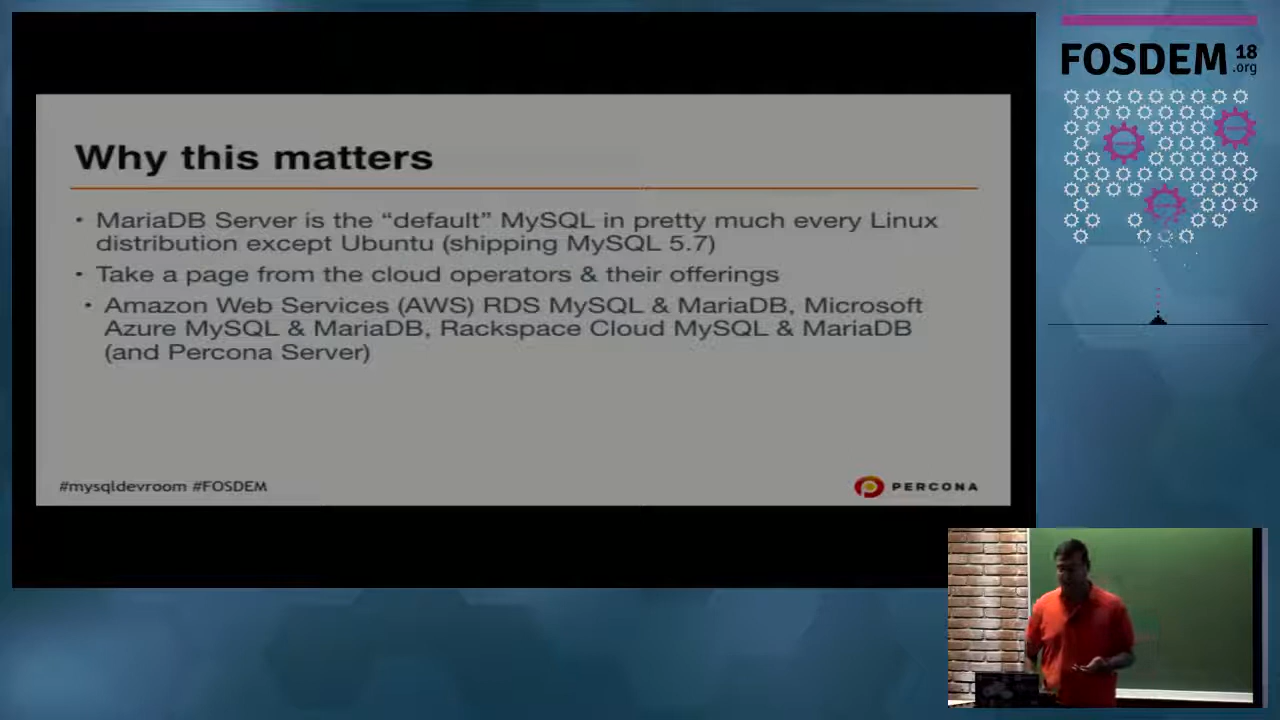 FOSDEM 18
.org
Why this matters
• MariaDB Server is the “default” MySQL in pretty much every Linux
distribution except Ubuntu (shipping MySQL 5.7)
• Take a page from the cloud operators & their offerings
• Amazon Web Services (AWS) RDS MySQL & MariaDB, Microsoft
Azure MySQL & MariaDB, Rackspace Cloud MySQL & MariaDB
(and Percona Server)
#mysqldevroom #FOSDEM
PERCONA